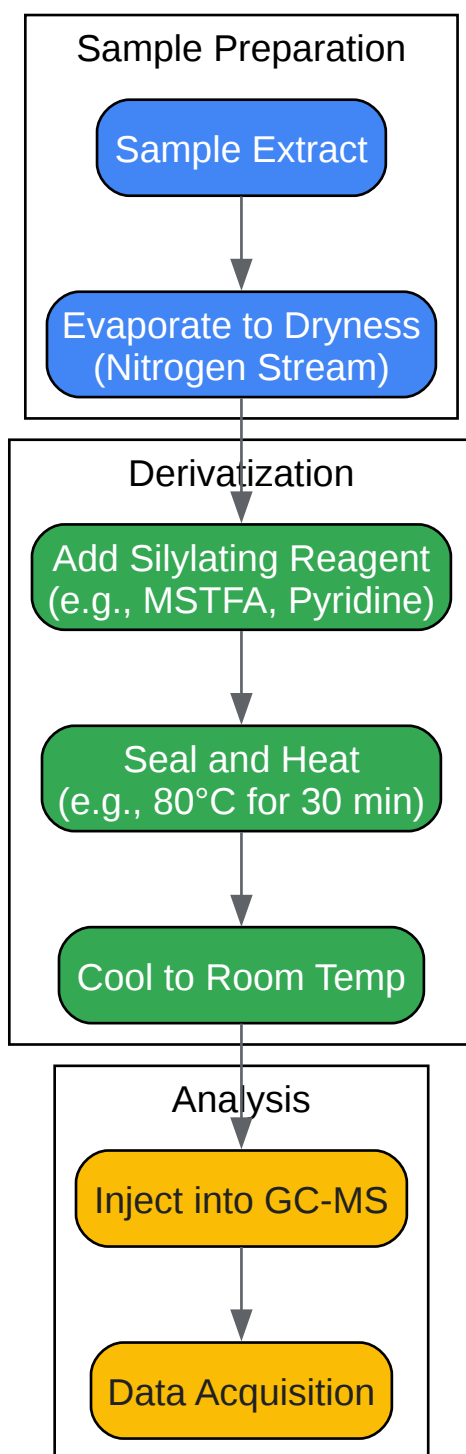 Sample Preparation
Sample Extract
Evaporate to Dryness
(Nitrogen Stream)
Derivatization
Add Silylating Reagent
(e.g., MSTFA, Pyridine)
Seal and Heat
(e.g., 80°C for 30 min)
Cool to Room Temp
Analysis
Inject into GC-MS
Data Acquisition